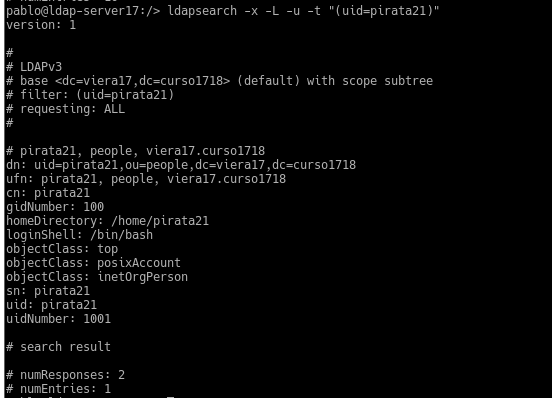 pablo@ldap-server17:/> ldapsearch -x -L -u -t "(uid=pirata21)"
version: 1
#
# LDAPv3
# base <dc=viera17,dc=curso1718> (default) with scope subtree
# filter: (uid=pirata21)
# requesting: ALL
#
# pirata21, people, viera17.curso1718
dn: uid=pirata21,ou=people,dc=viera17,dc=curso1718
ufn: pirata21, people, viera17.curso1718
cn: pirata21
gidNumber: 100
homeDirectory: /home/pirata21
loginShell: /bin/bash
objectClass: top
objectClass: posixAccount
objectClass: inetOrgPerson
sn: pirata21
uid: pirata21
uidNumber: 1001
# search result
# numResponses: 2
# numEntries: 1